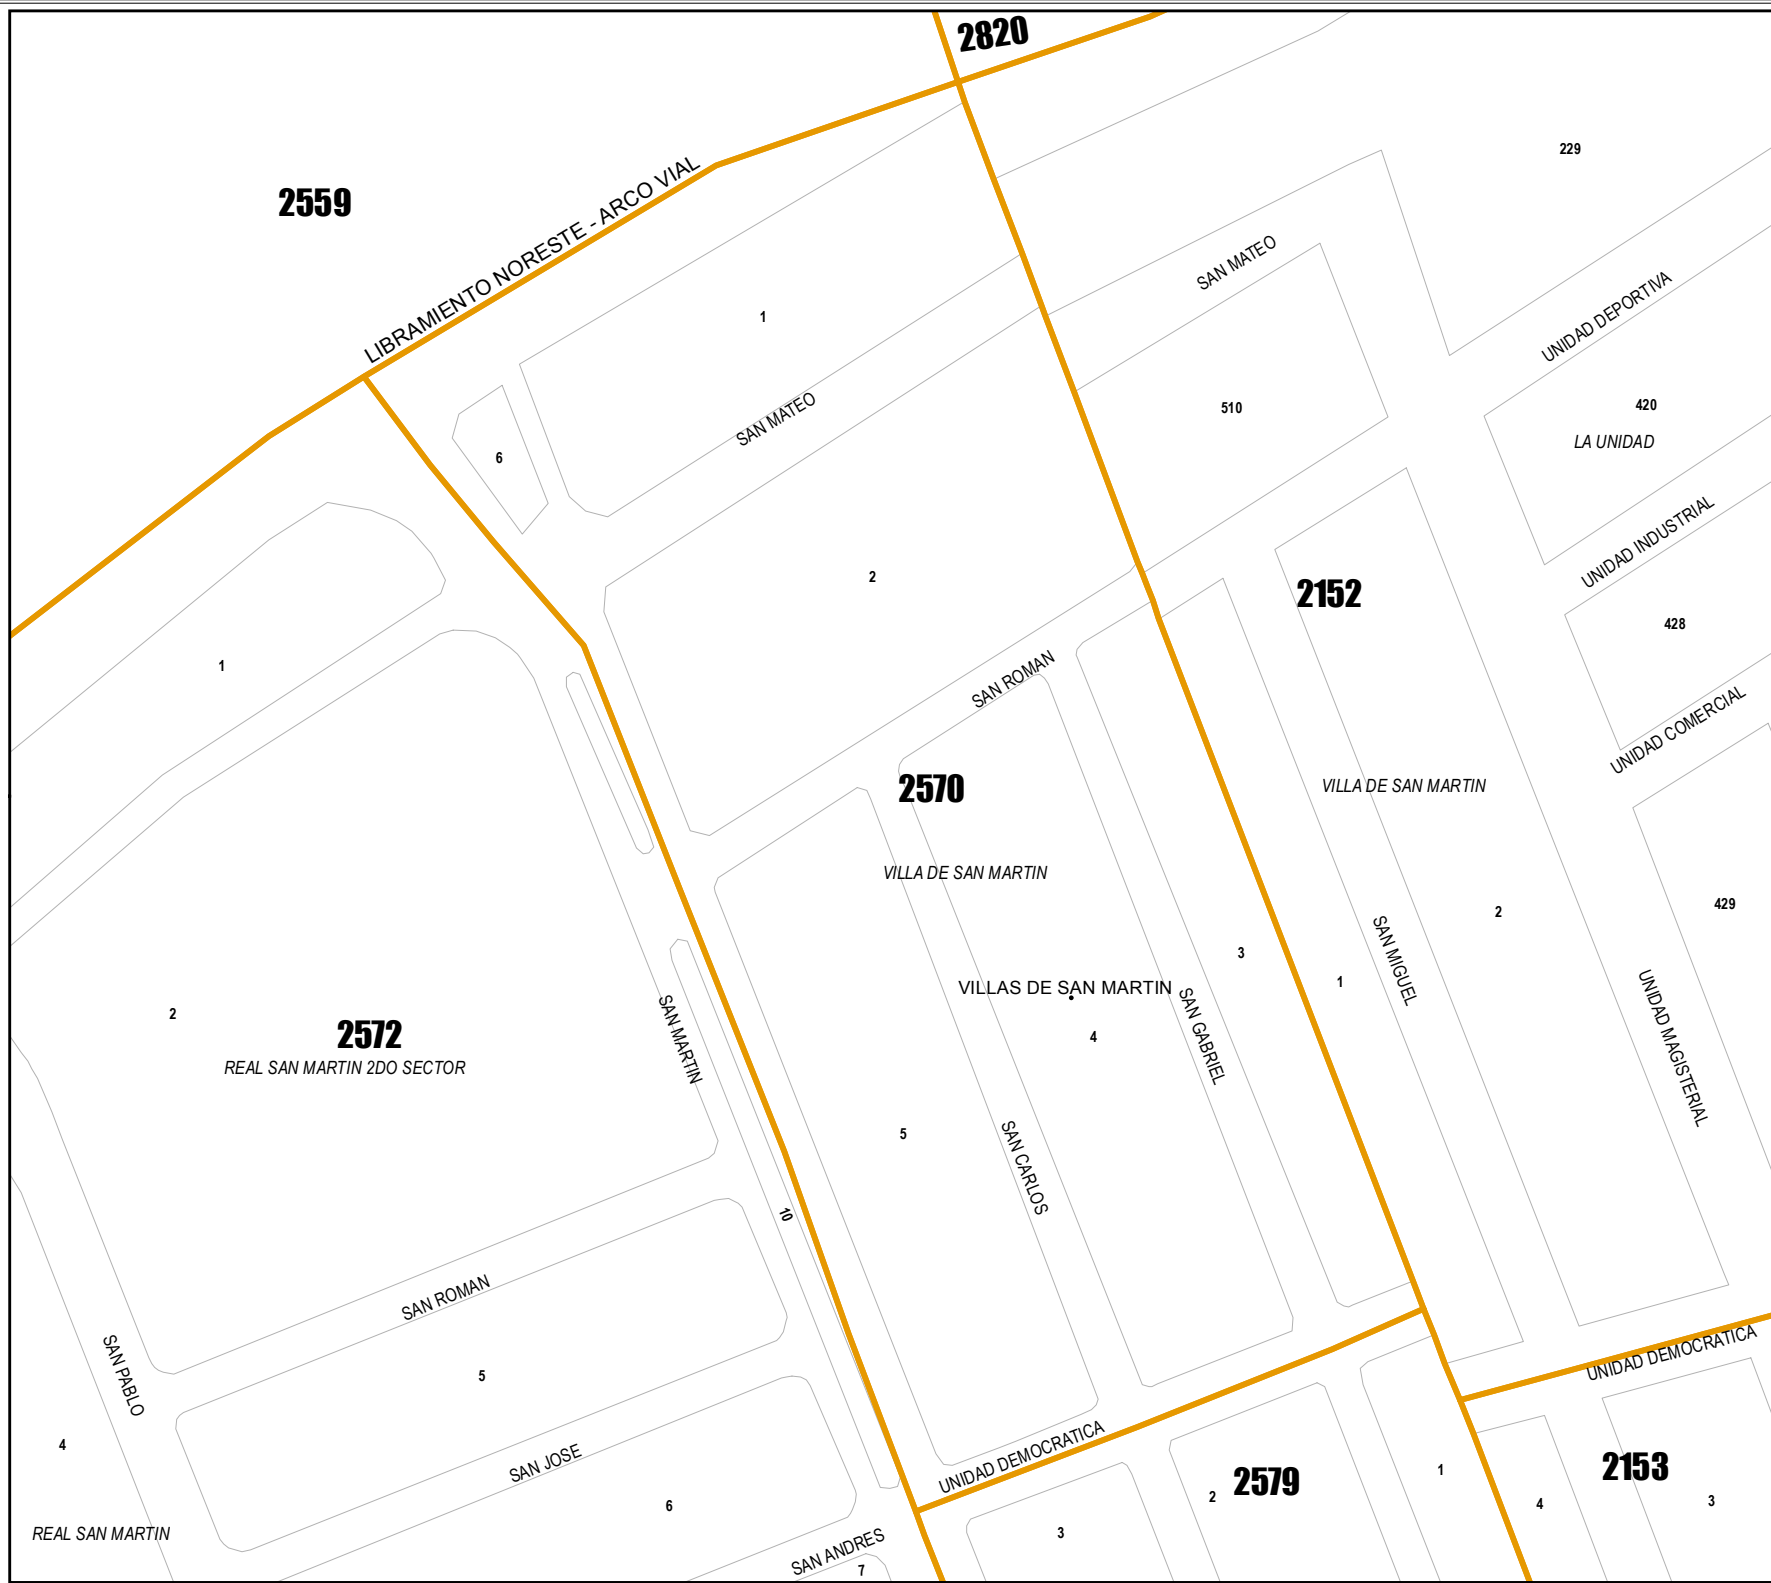 2820
229
2559
LIBRAMIENTO NORESTE - ARCO VIAL
SAN MATEO
UNIDAD DEPORTIVA
1
SAN MATEO
510
420
LA UNIDAD
6
UNIDAD INDUSTRIAL
2
2152
428
1
SAN ROMAN
UNIDAD COMERCIAL
2570
VILLA DE SAN MARTIN
VILLA DE SAN MARTIN
2
429
3
SAN MIGUEL
1
VILLAS DE SAN MARTIN
4
SAN GABRIEL
UNIDAD MAGISTERIAL
2
2572
REAL SAN MARTIN 2DO SECTOR
SAN MARTIN
5
SAN CARLOS
10
SAN ROMAN
SAN PABLO
5
UNIDAD DEMOCRATICA
4
SAN JOSE
UNIDAD DEMOCRATICA
2579
1
2153
6
2
4
3
REAL SAN MARTIN
SAN ANDRES
3
7